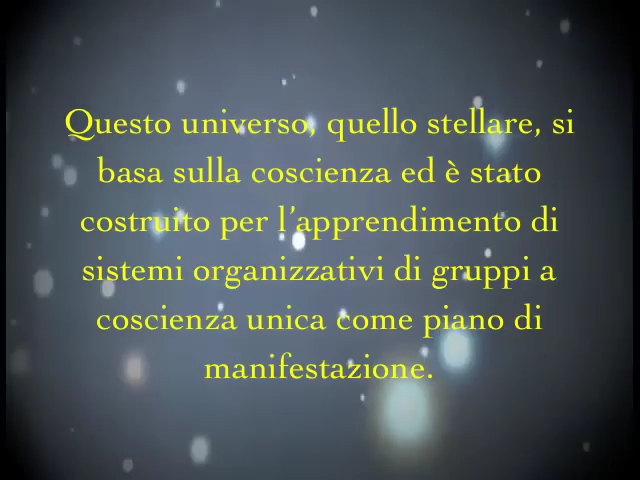 Questo universo, quello stellare, si
basa sulla coscienza ed è stato
costruito per l'apprendimento di
sistemi organizzativi di gruppi a
coscienza unica come piano di
manifestazione.